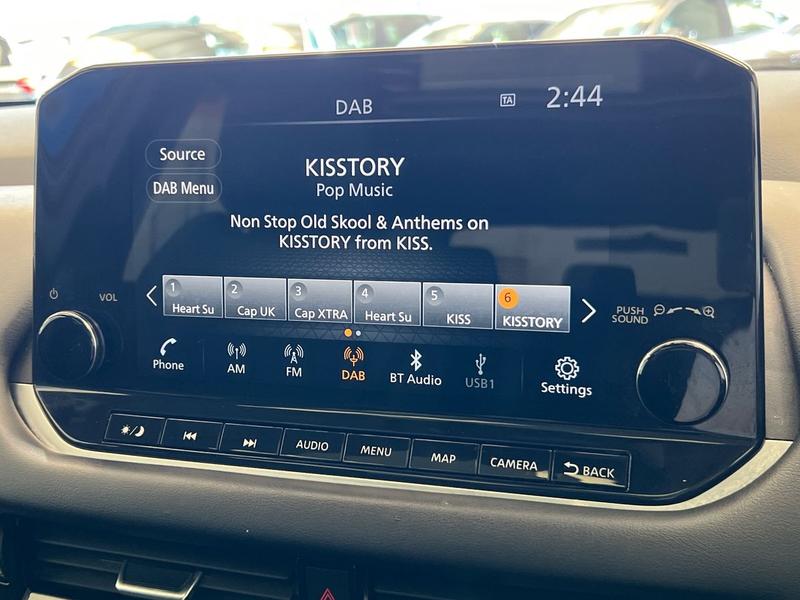 DAB
TA
2:44
Source
KISSTORY
DAB Menu
Pop Music
Non Stop Old Skool & Anthems on
KISSTORY from KISS.
1 Heart Su
2 Cap UK
3 Cap XTRA
4 Heart Su
5 KISS
6 KISSTORY
VOL
PUSH
SOUND
Phone
AM
FM
DAB
BT Audio
USB1
Settings
AUDIO
MENU
MAP
CAMERA
BACK